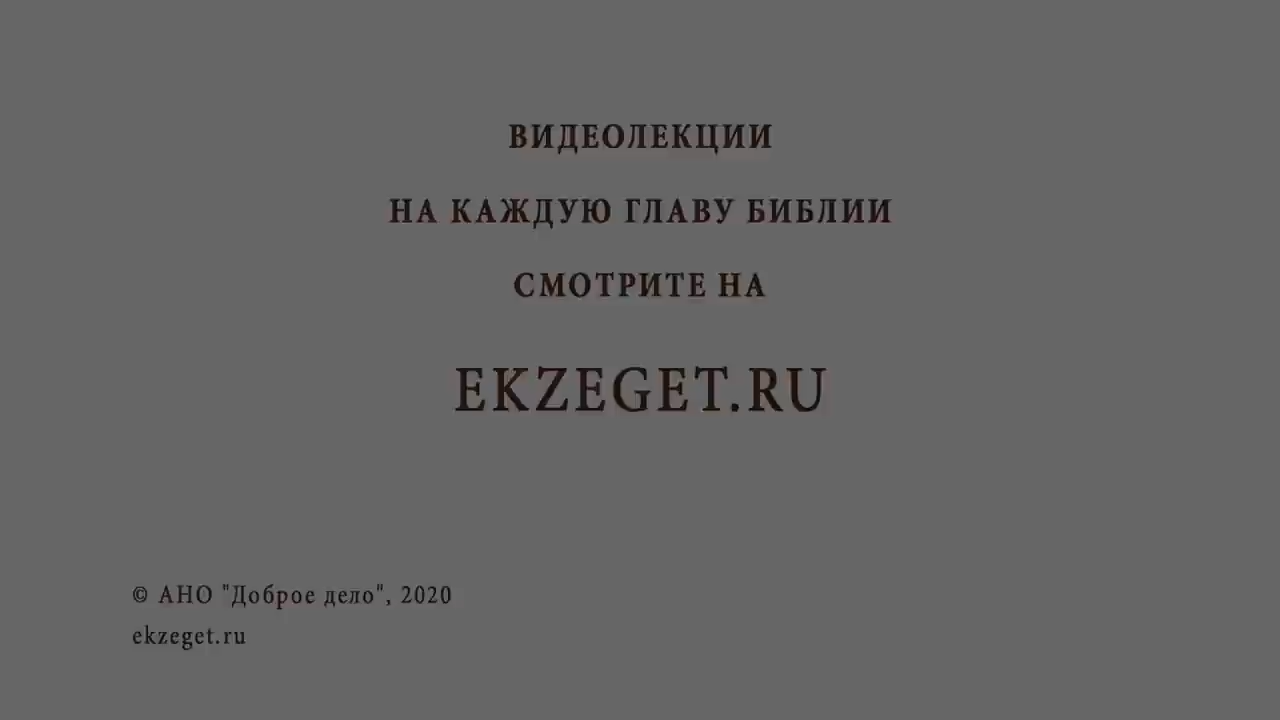 ВИДЕОЛЕКЦИИ
НА КАЖДУЮ ГЛАВУ БИБЛИИ
СМОТРИТЕ НА
EKZEGET.RU
© АНО "Доброе дело", 2020
ekzeget.ru